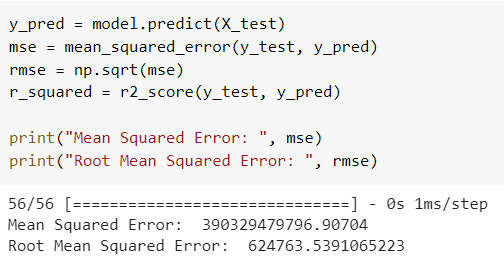 y_pred = model.predict(X_test)
mse = mean_squared_error(y_test, y_pred)
rmse = np.sqrt(mse)
r_squared = r2_score(y_test, y_pred)
print("Mean Squared Error: ", mse)
print("Root Mean Squared Error: ", rmse)
56/56 [==============================] - 0s 1ms/step
Mean Squared Error:  390329479796.90704
Root Mean Squared Error:  624763.5391065223